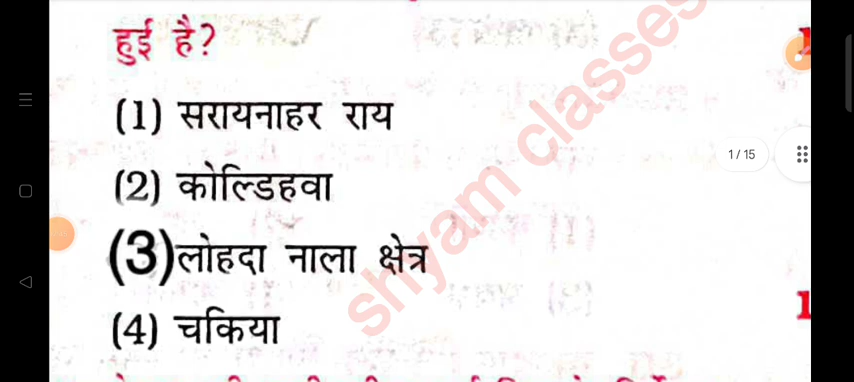 हुई है?
(1) सरायनाहर राय
(2) कोल्डिहवा
(3) लोहदा नाला क्षेत्र
(4) चकिया
shyam classes
1 / 15